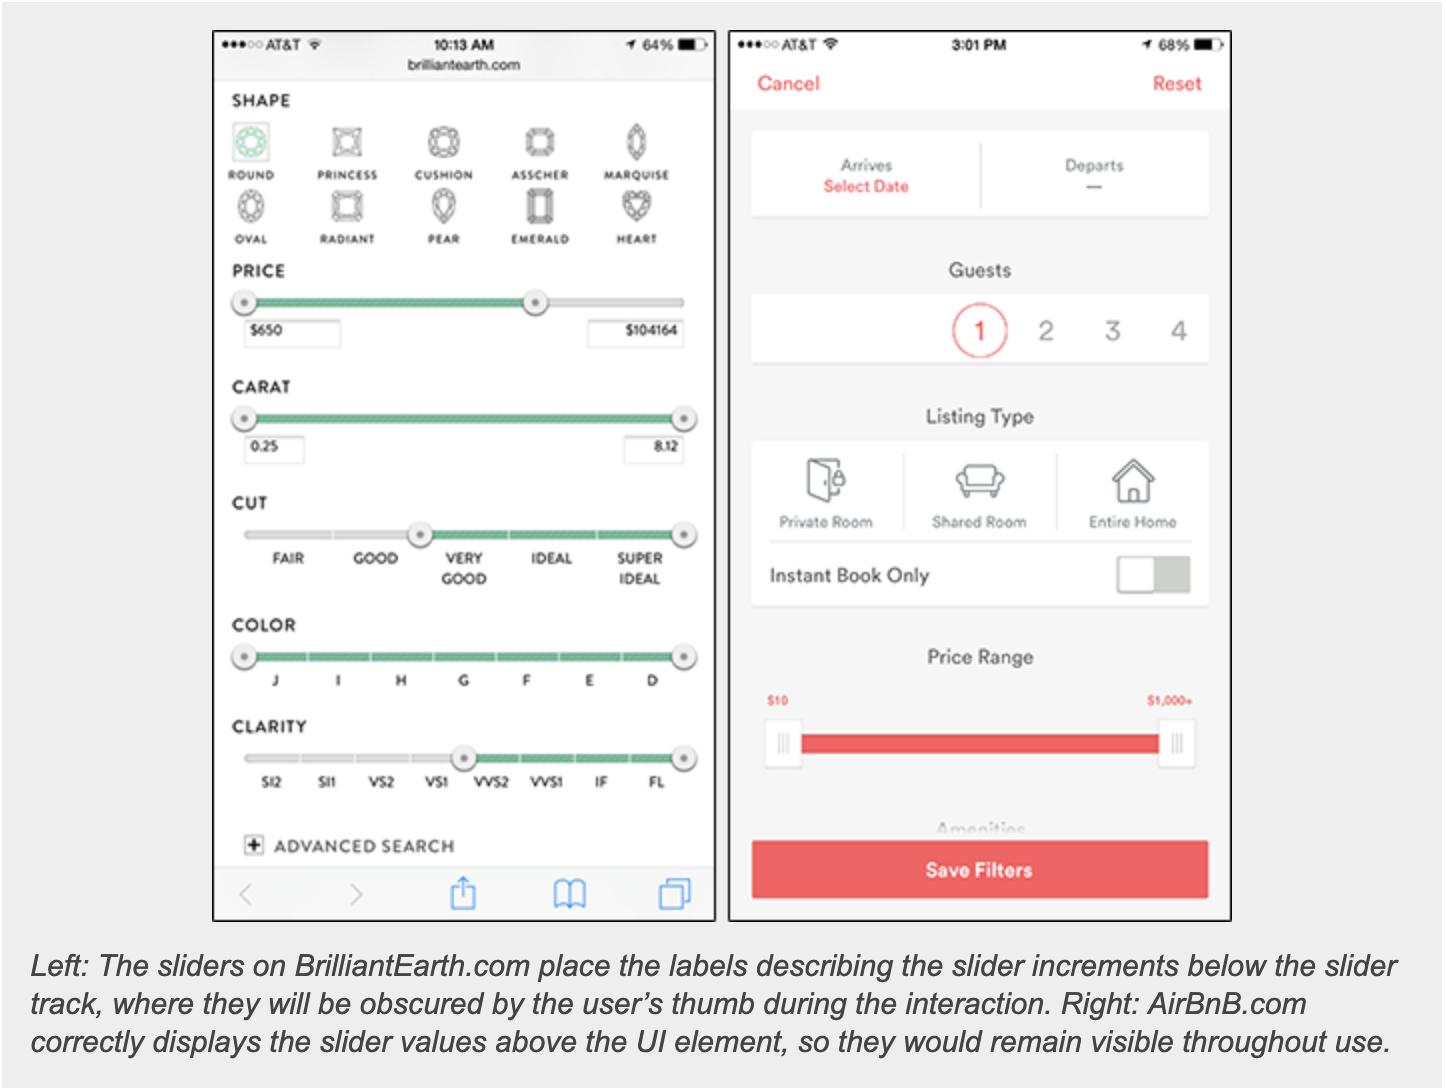 AT&T 10:13 AM 64%
brilliantearth.com
SHAPE
ROUND PRINCESS CUSHION ASSCHER MARQUISE
OVAL RADIANT PEAR EMERALD HEART
PRICE
$650 $104164
CARAT
0.25 8.12
CUT
FAIR GOOD VERY GOOD IDEAL SUPER IDEAL
COLOR
J I H G F E D
CLARITY
SI2 SI1 VS2 VS1 VVS2 VVS1 IF FL
+ ADVANCED SEARCH
AT&T 3:01 PM 68%
Cancel Reset
Arrives Departs
Select Date —
Guests
1 2 3 4
Listing Type
Private Room Shared Room Entire Home
Instant Book Only
Price Range
$10 $1,000+
Amenities
Save Filters
Left: The sliders on BrilliantEarth.com place the labels describing the slider increments below the slider
track, where they will be obscured by the user’s thumb during the interaction. Right: AirBnB.com
correctly displays the slider values above the UI element, so they would remain visible throughout use.